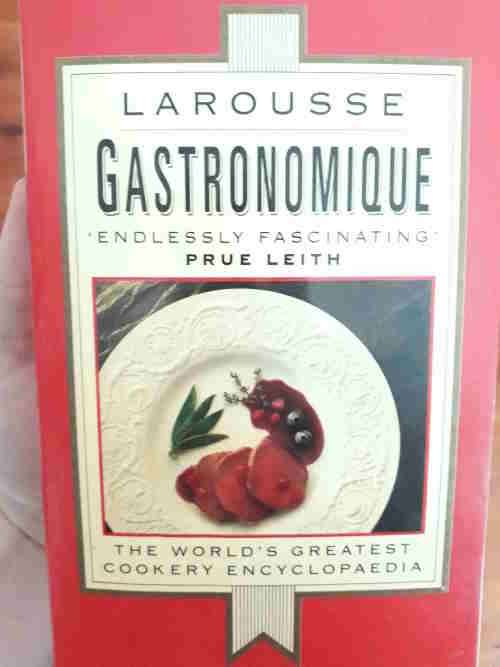 LAROUSSE
GASTRONOMIQUE
'ENDLESSLY FASCINATING'
PRUE LEITH
THE WORLD'S GREATEST
COOKERY ENCYCLOPAEDIA